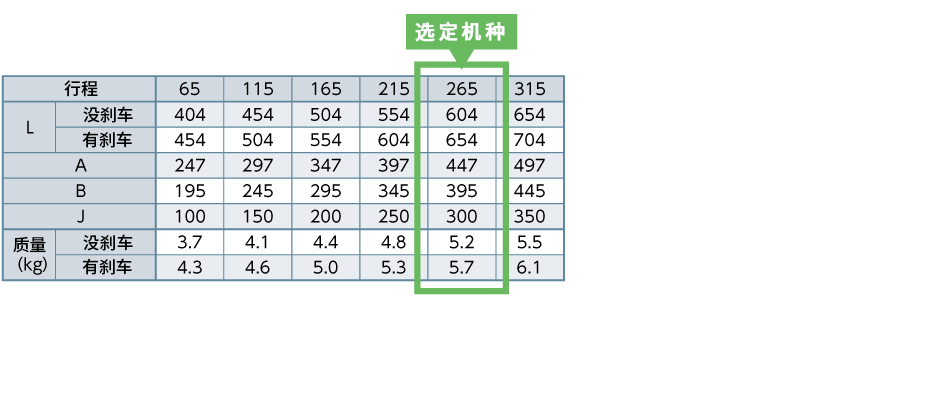 选定机种
行程 65 115 165 215 265 315
L 没刹车 404 454 504 554 604 654
有刹车 454 504 554 604 654 704
A 247 297 347 397 447 497
B 195 245 295 345 395 445
J 100 150 200 250 300 350
质量(kg) 没刹车 3.7 4.1 4.4 4.8 5.2 5.5
有刹车 4.3 4.6 5.0 5.3 5.7 6.1